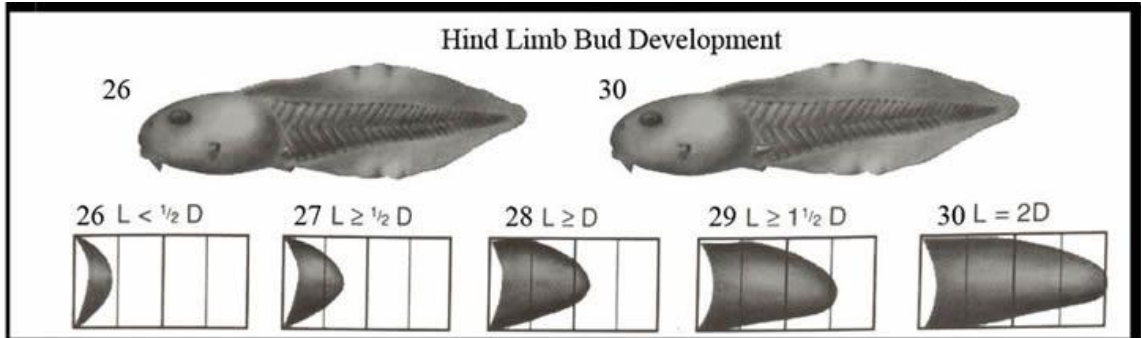 Hind Limb Bud Development
26
30
26 L < ½ D
27 L ≥ ½ D
28 L ≥ D
29 L ≥ 1½ D
30 L = 2D